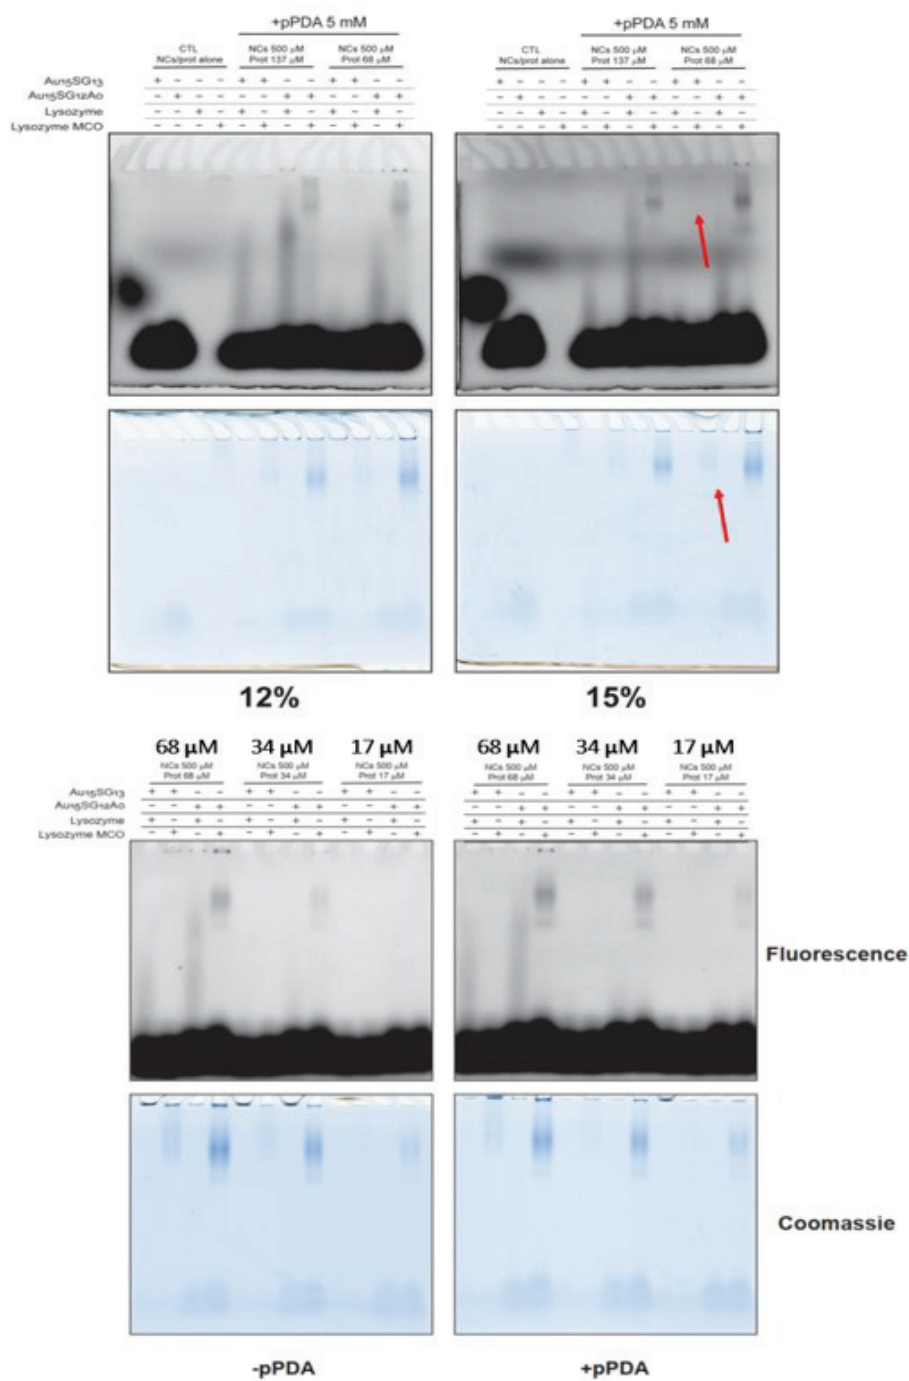 +pPDA 5 mM
+pPDA 5 mM
CTL
NCs/prot alone
NCs 500 µM
Prot 137 µM
NCs 500 µM
Prot 68 µM
CTL
NCs/prot alone
NCs 500 µM
Prot 137 µM
NCs 500 µM
Prot 68 µM
Au15SG13 + - - - + + - - + + - - + - - - + + - - + + - -
Au15SG12A0 - + - - - - + + - - + + - + - - - - + + - - + +
Lysozyme - - + - + - + - + - + - - - + - + - + - + - + -
Lysozyme MCO - - - + - + - + - + - + - - - + - + - + - + - +
12%
15%
68 µM 34 µM 17 µM 68 µM 34 µM 17 µM
NCs 500 µM
Prot 68 µM
NCs 500 µM
Prot 34 µM
NCs 500 µM
Prot 17 µM
NCs 500 µM
Prot 68 µM
NCs 500 µM
Prot 34 µM
NCs 500 µM
Prot 17 µM
Au15SG13 + + - - + + - - + + - - + + - - + + - - + + - -
Au15SG12A0 - - + + - - + + - - + + - - + + - - + + - - + +
Lysozyme + - + - + - + - + - + - + - + - + - + - + - + -
Lysozyme MCO - + - + - + - + - + - + - + - + - + - + - + - +
Fluorescence
Coomassie
-pPDA
+pPDA